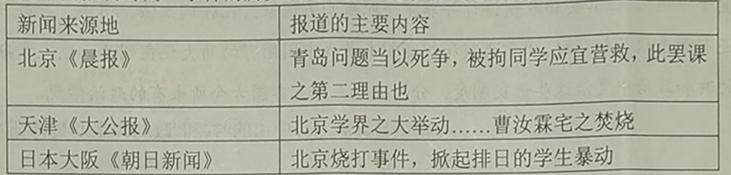 新闻来源地 报道的主要内容
北京《晨报》 青岛问题当以死争，被拘同学应宜营救，此罢课
之第二理由也
天津《大公报》 北京学界之大举动……曹汝霖宅之焚烧
日本大阪《朝日新闻》 北京烧打事件，掀起排日的学生暴动